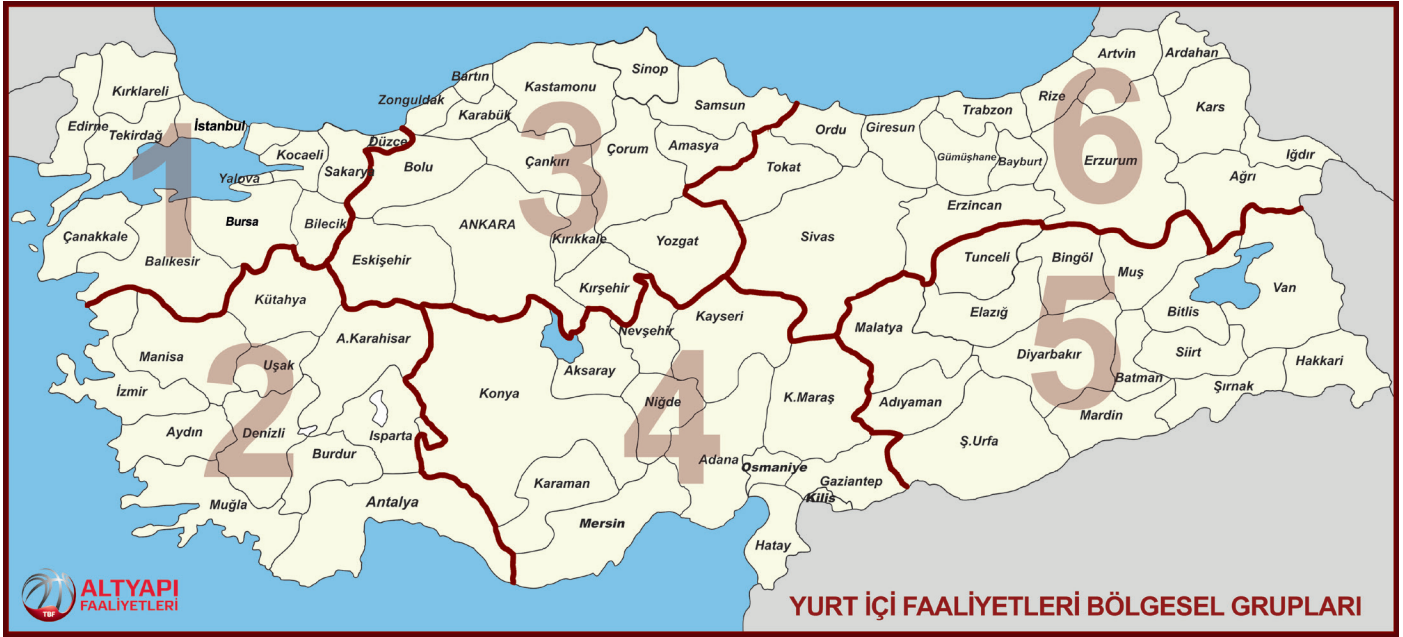 Kırklareli
Edirne
Tekirdağ
İstanbul
1
Kocaeli
Yalova
Sakarya
Çanakkale
Balıkesir
Bursa
Bilecik
Düzce
Zonguldak
Bartın
Karabük
Kastamonu
Sinop
Samsun
Bolu
Çankırı
3
Çorum
Amasya
ANKARA
Kırıkkale
Yozgat
Eskişehir
Kırşehir
Ordu
Giresun
Trabzon
Rize
Artvin
Ardahan
Kars
6
Tokat
Gümüşhane
Bayburt
Erzurum
Iğdır
Ağrı
Sivas
Erzincan
Kütahya
Manisa
Uşak
A.Karahisar
İzmir
2
Aydın
Denizli
Isparta
Burdur
Muğla
Antalya
Konya
Aksaray
Nevşehir
Kayseri
4
Niğde
K.Maraş
Adana
Osmaniye
Gaziantep
Kilis
Karaman
Mersin
Hatay
Tunceli
Bingöl
Muş
Van
Malatya
Elazığ
Bitlis
5
Diyarbakır
Siirt
Batman
Hakkari
Şırnak
Adıyaman
Mardin
Ş.Urfa
TBF
ALTYAPI
FAALİYETLERİ
YURT İÇİ FAALİYETLERİ BÖLGESEL GRUPLARI